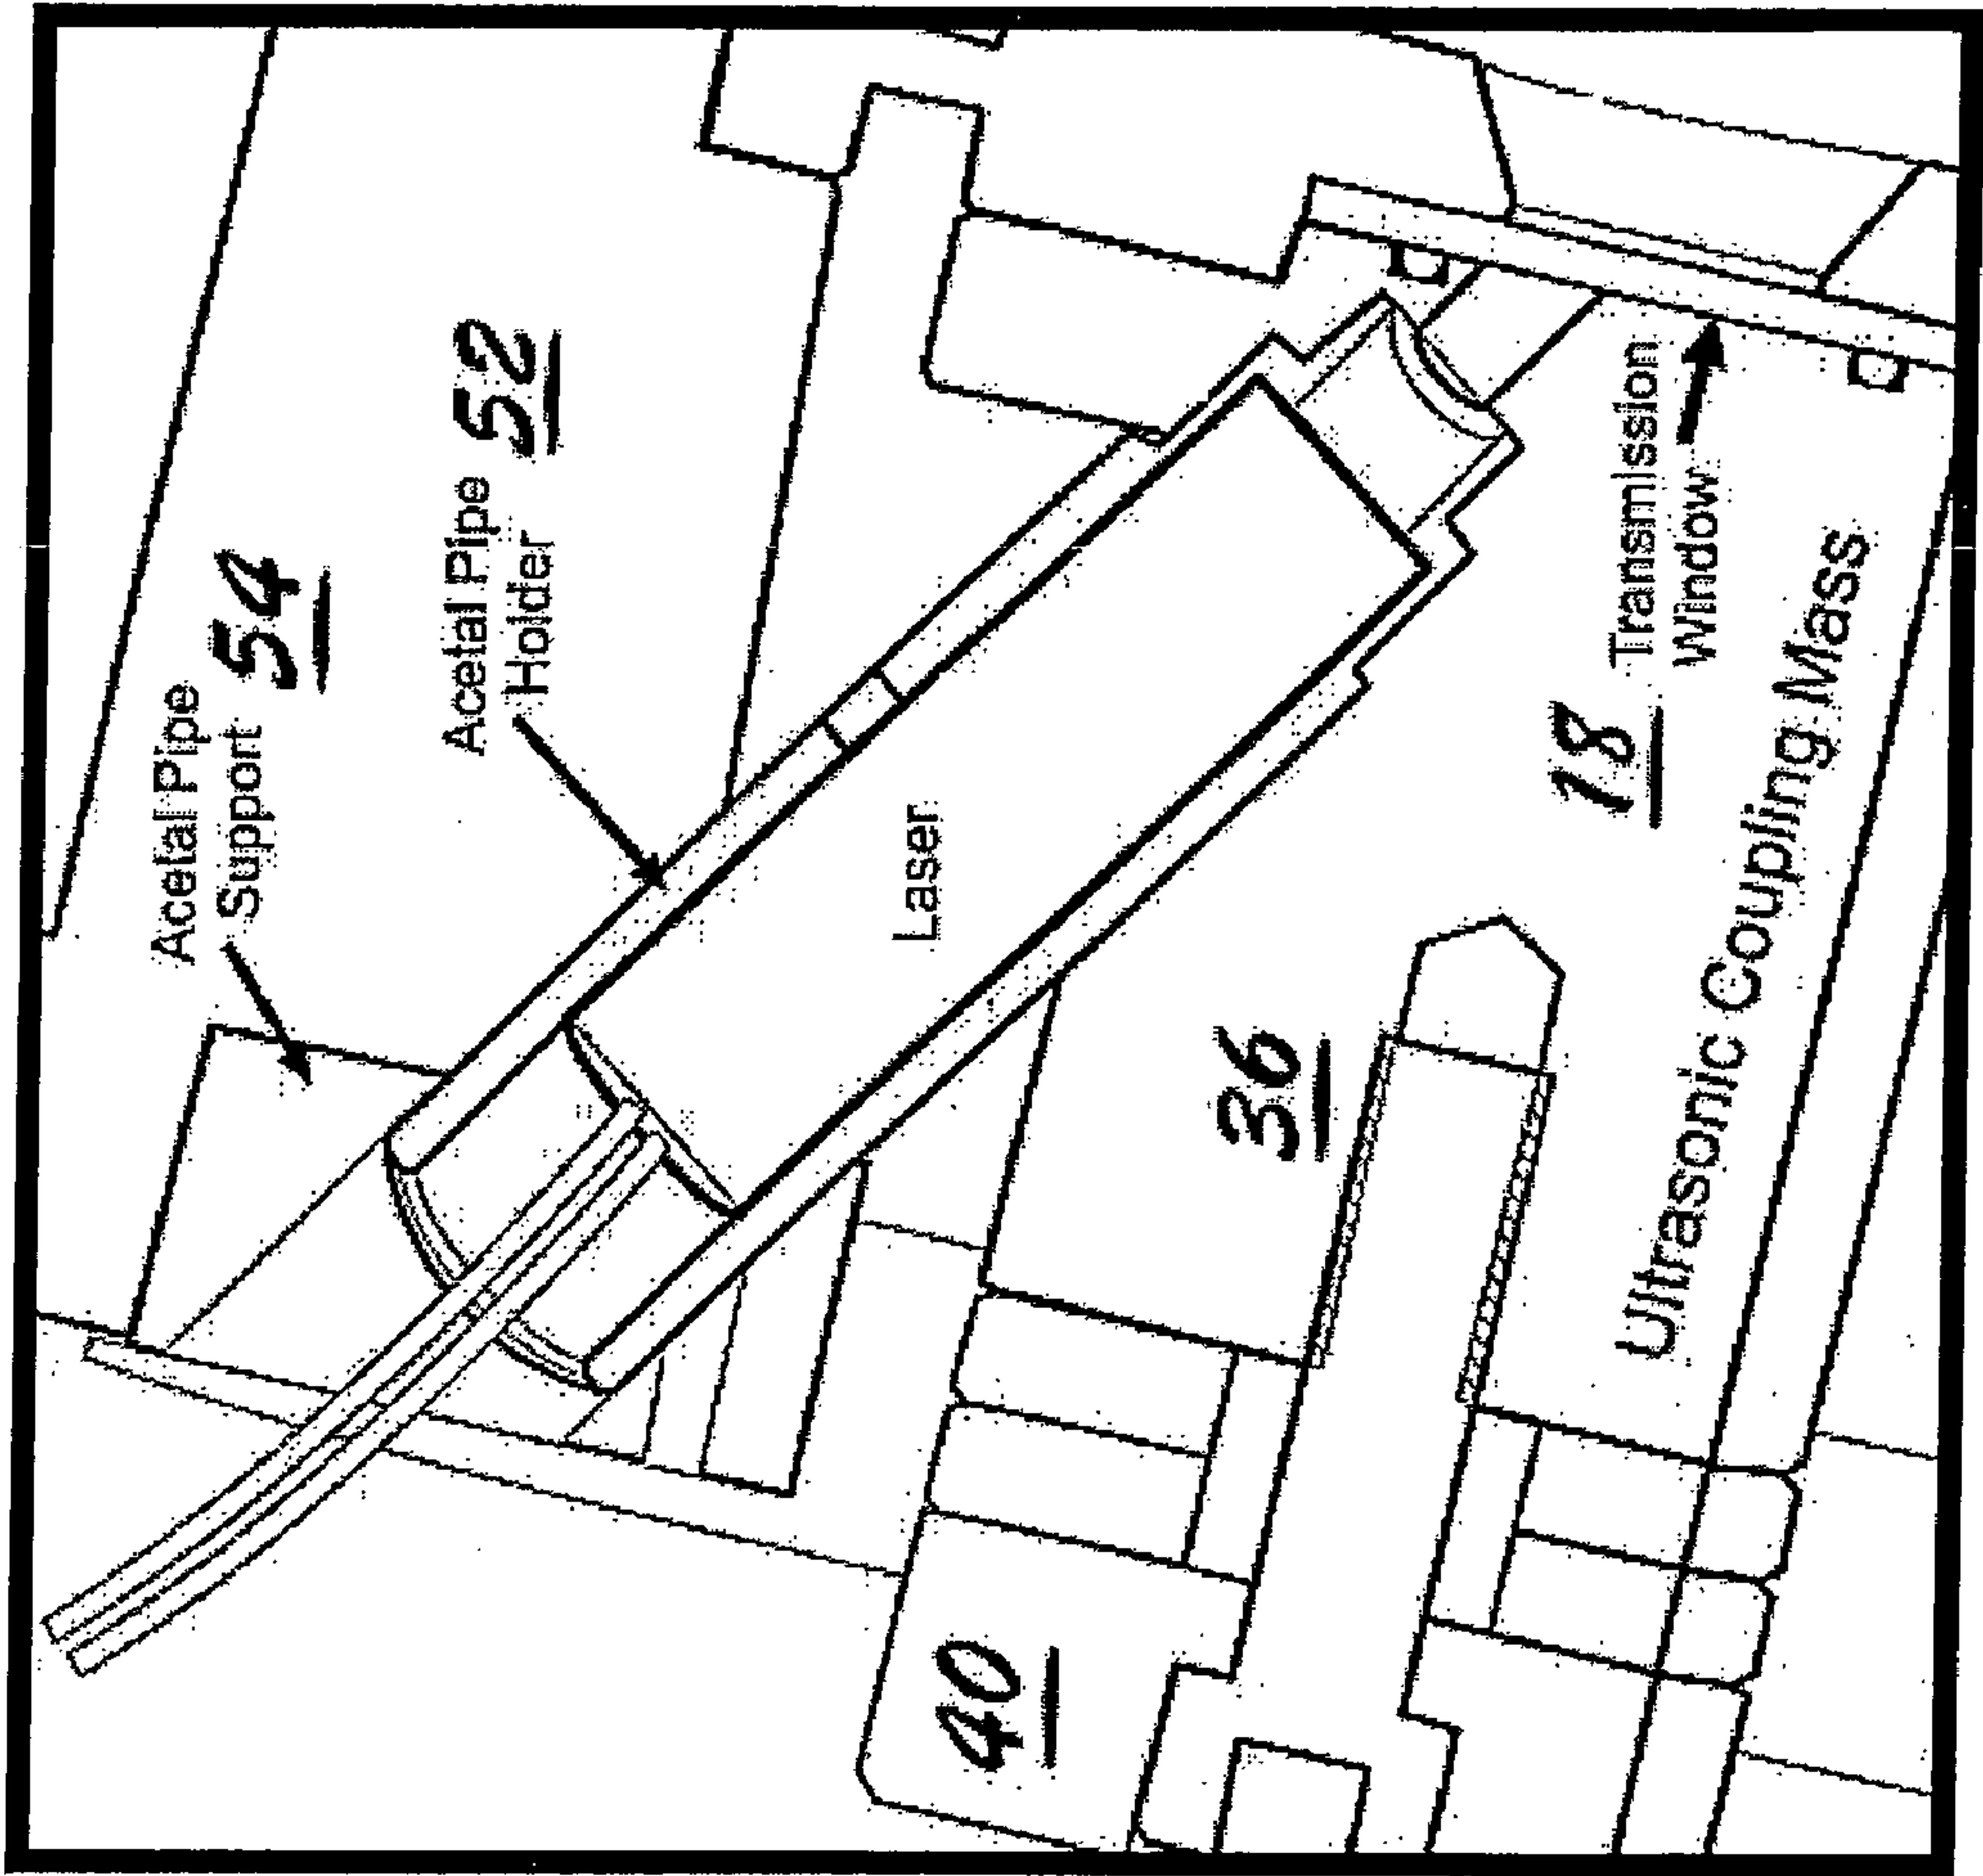 Acetal Pipe
Support 54
Acetal Pipe 52
Holder
Laser
40
36
18 Transmission
Window
Ultrasonic Coupling Mass